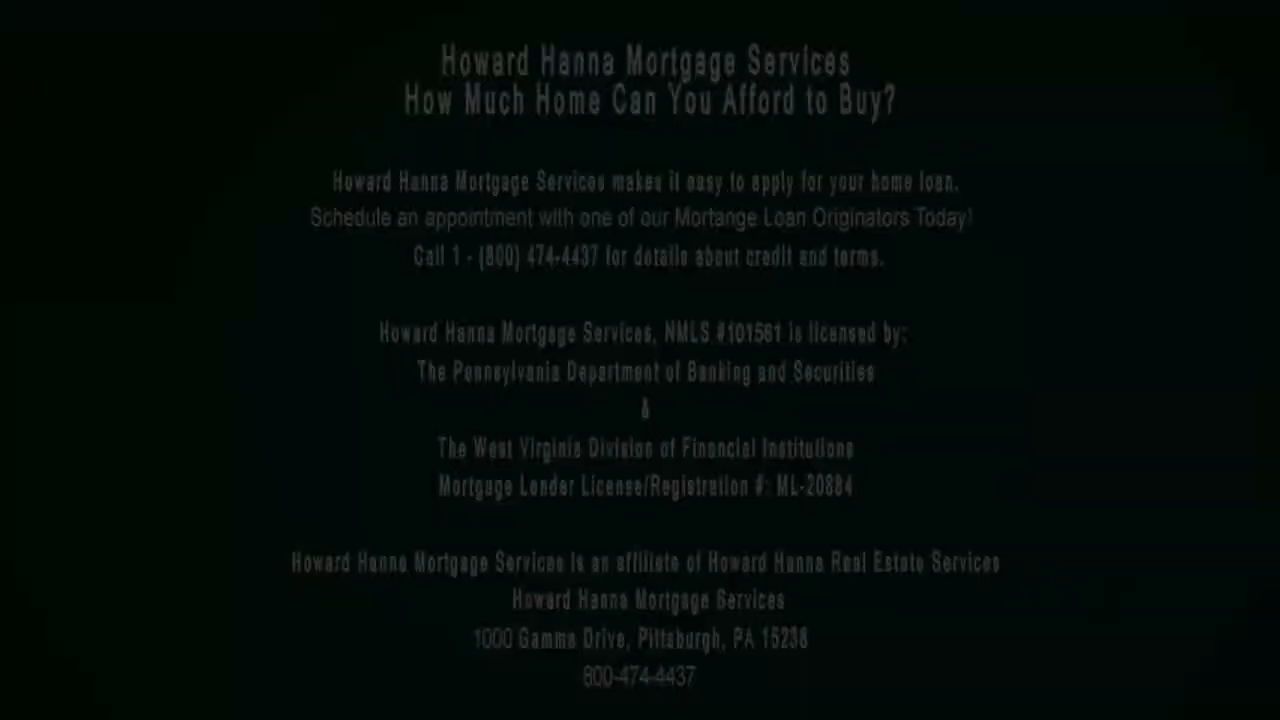 Howard Hanna Mortgage Services
How Much Home Can You Afford to Buy?
Howard Hanna Mortgage Services makes it easy to apply for your home loan.
Schedule an appointment with one of our Mortange Loan Originators Today!
Call 1 - (800) 474-4437 for details about credit and terms.
Howard Hanna Mortgage Services, NMLS #101561 is licensed by:
The Pennsylvania Department of Banking and Securities
&
The West Virginia Division of Financial Institutions
Mortgage Lender License/Registration #: ML-20884
Howard Hanna Mortgage Services is an affiliate of Howard Hanna Real Estate Services
Howard Hanna Mortgage Services
1000 Gamma Drive, Pittsburgh, PA 15238
800-474-4437